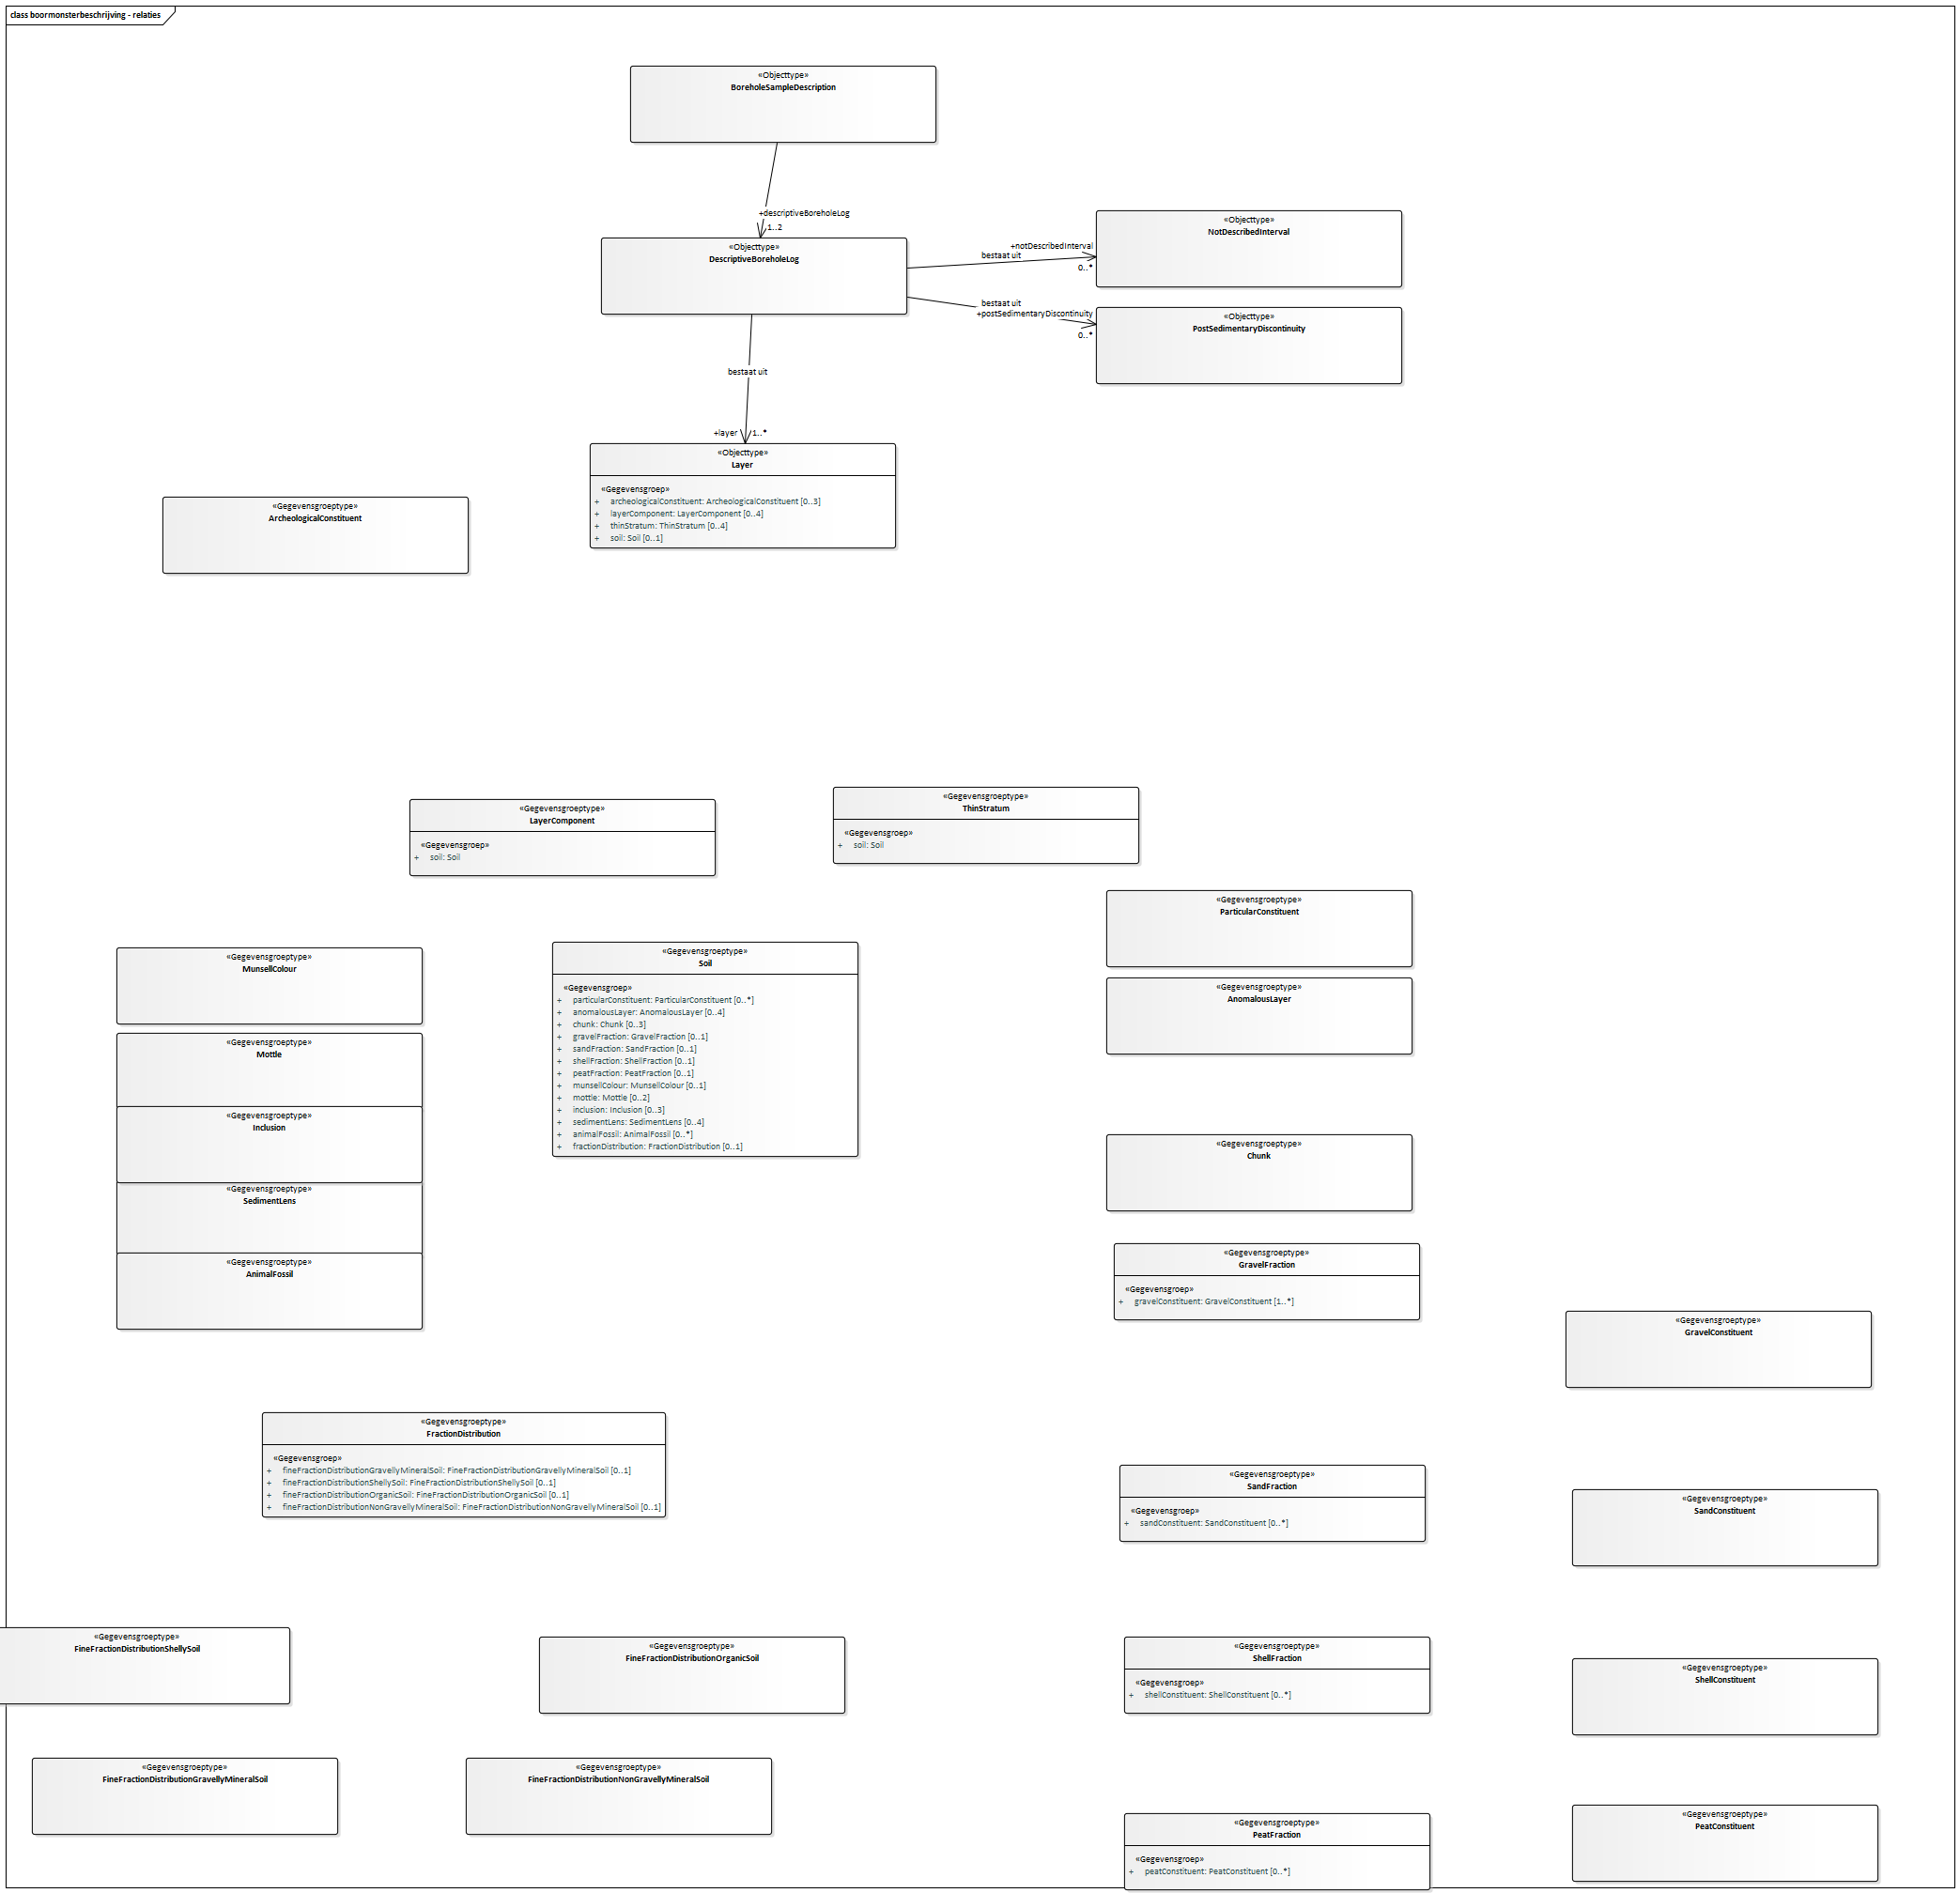 class boormonsterbeschrijving - relaties
«Objecttype»
BoreholeSampleDescription
+descriptiveBoreholeLog
1..2
«Objecttype»
DescriptiveBoreholeLog
+notDescribedInterval
bestaat uit
0..*
«Objecttype»
NotDescribedInterval
bestaat uit
+postSedimentaryDiscontinuity
0..*
«Objecttype»
PostSedimentaryDiscontinuity
bestaat uit
+layer
1..*
«Objecttype»
Layer
«Gegevensgroep»
+ archeologicalConstituent: ArcheologicalConstituent [0..3]
+ layerComponent: LayerComponent [0..4]
+ thinStratum: ThinStratum [0..4]
+ soil: Soil [0..1]
«Gegevensgroeptype»
ArcheologicalConstituent
«Gegevensgroeptype»
LayerComponent
«Gegevensgroep»
+ soil: Soil
«Gegevensgroeptype»
ThinStratum
«Gegevensgroep»
+ soil: Soil
«Gegevensgroeptype»
ParticularConstituent
«Gegevensgroeptype»
MunsellColour
«Gegevensgroeptype»
Soil
«Gegevensgroep»
+ particularConstituent: ParticularConstituent [0..*]
+ anomalousLayer: AnomalousLayer [0..4]
+ chunk: Chunk [0..3]
+ gravelFraction: GravelFraction [0..1]
+ sandFraction: SandFraction [0..1]
+ shellFraction: ShellFraction [0..1]
+ peatFraction: PeatFraction [0..1]
+ munsellColour: MunsellColour [0..1]
+ mottle: Mottle [0..2]
+ inclusion: Inclusion [0..3]
+ sedimentLens: SedimentLens [0..4]
+ animalFossil: AnimalFossil [0..*]
+ fractionDistribution: FractionDistribution [0..1]
«Gegevensgroeptype»
AnomalousLayer
«Gegevensgroeptype»
Mottle
«Gegevensgroeptype»
Inclusion
«Gegevensgroeptype»
SedimentLens
«Gegevensgroeptype»
AnimalFossil
«Gegevensgroeptype»
Chunk
«Gegevensgroeptype»
GravelFraction
«Gegevensgroep»
+ gravelConstituent: GravelConstituent [1..*]
«Gegevensgroeptype»
GravelConstituent
«Gegevensgroeptype»
FractionDistribution
«Gegevensgroep»
+ fineFractionDistributionGravellyMineralSoil: FineFractionDistributionGravellyMineralSoil [0..1]
+ fineFractionDistributionShellySoil: FineFractionDistributionShellySoil [0..1]
+ fineFractionDistributionOrganicSoil: FineFractionDistributionOrganicSoil [0..1]
+ fineFractionDistributionNonGravellyMineralSoil: FineFractionDistributionNonGravellyMineralSoil [0..1]
«Gegevensgroeptype»
SandFraction
«Gegevensgroep»
+ sandConstituent: SandConstituent [0..*]
«Gegevensgroeptype»
SandConstituent
«Gegevensgroeptype»
FineFractionDistributionShellySoil
«Gegevensgroeptype»
FineFractionDistributionOrganicSoil
«Gegevensgroeptype»
ShellFraction
«Gegevensgroep»
+ shellConstituent: ShellConstituent [0..*]
«Gegevensgroeptype»
ShellConstituent
«Gegevensgroeptype»
FineFractionDistributionGravellyMineralSoil
«Gegevensgroeptype»
FineFractionDistributionNonGravellyMineralSoil
«Gegevensgroeptype»
PeatFraction
«Gegevensgroep»
+ peatConstituent: PeatConstituent [0..*]
«Gegevensgroeptype»
PeatConstituent